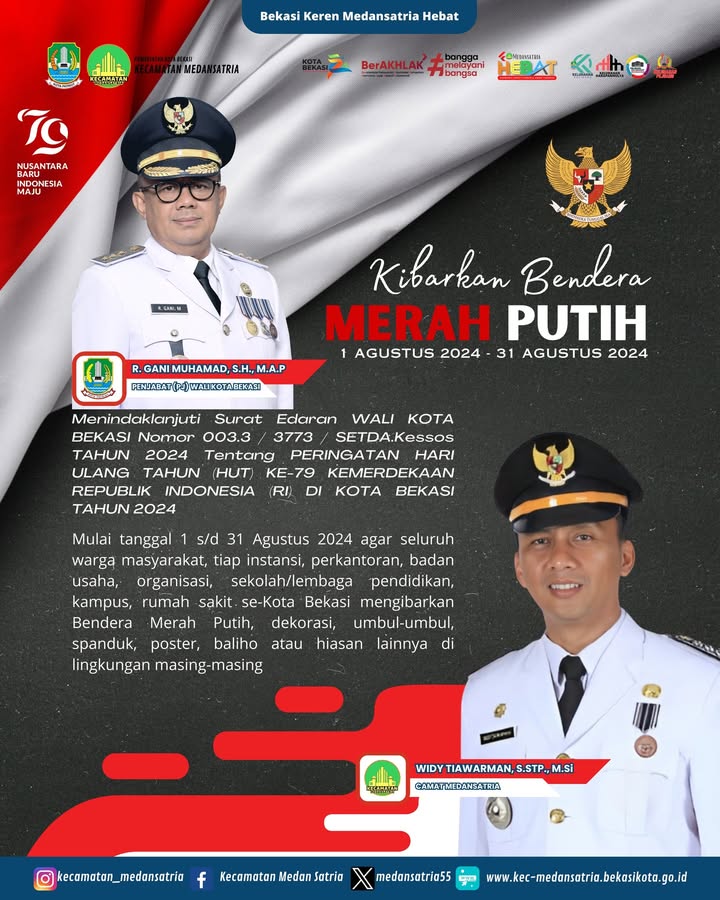 Bekasi Keren Medansatria Hebat
KECAMATAN MEDANSATRIA
KOTA BEKASI
BerAKHLAK
#bangga melayani bangsa
MEDANSATRIA
HEBAT
79
NUSANTARA
BARU
INDONESIA
MAJU
Kibarkan Bendera
MERAH PUTIH
1 AGUSTUS 2024 - 31 AGUSTUS 2024
R. GANI. M
R. GANI MUHAMAD, S.H., M.A.P
PENJABAT (PJ) WALI KOTA BEKASI
Menindaklanjuti Surat Edaran WALI KOTA
BEKASI Nomor 003.3 / 3773 / SETDA.Kessos
TAHUN 2024 Tentang PERINGATAN HARI
ULANG TAHUN (HUT) KE-79 KEMERDEKAAN
REPUBLIK INDONESIA (RI) DI KOTA BEKASI
TAHUN 2024
Mulai tanggal 1 s/d 31 Agustus 2024 agar seluruh
warga masyarakat, tiap instansi, perkantoran, badan
usaha, organisasi, sekolah/lembaga pendidikan,
kampus, rumah sakit se-Kota Bekasi mengibarkan
Bendera Merah Putih, dekorasi, umbul-umbul,
spanduk, poster, baliho atau hiasan lainnya di
lingkungan masing-masing
WIDY TIAWARMAN, S.STP., M.Si
CAMAT MEDANSATRIA
KECAMATAN
MEDANSATRIA
kecamatan_medansatria
Kecamatan Medan Satria
medansatria55
www.kec-medansatria.bekasikota.go.id